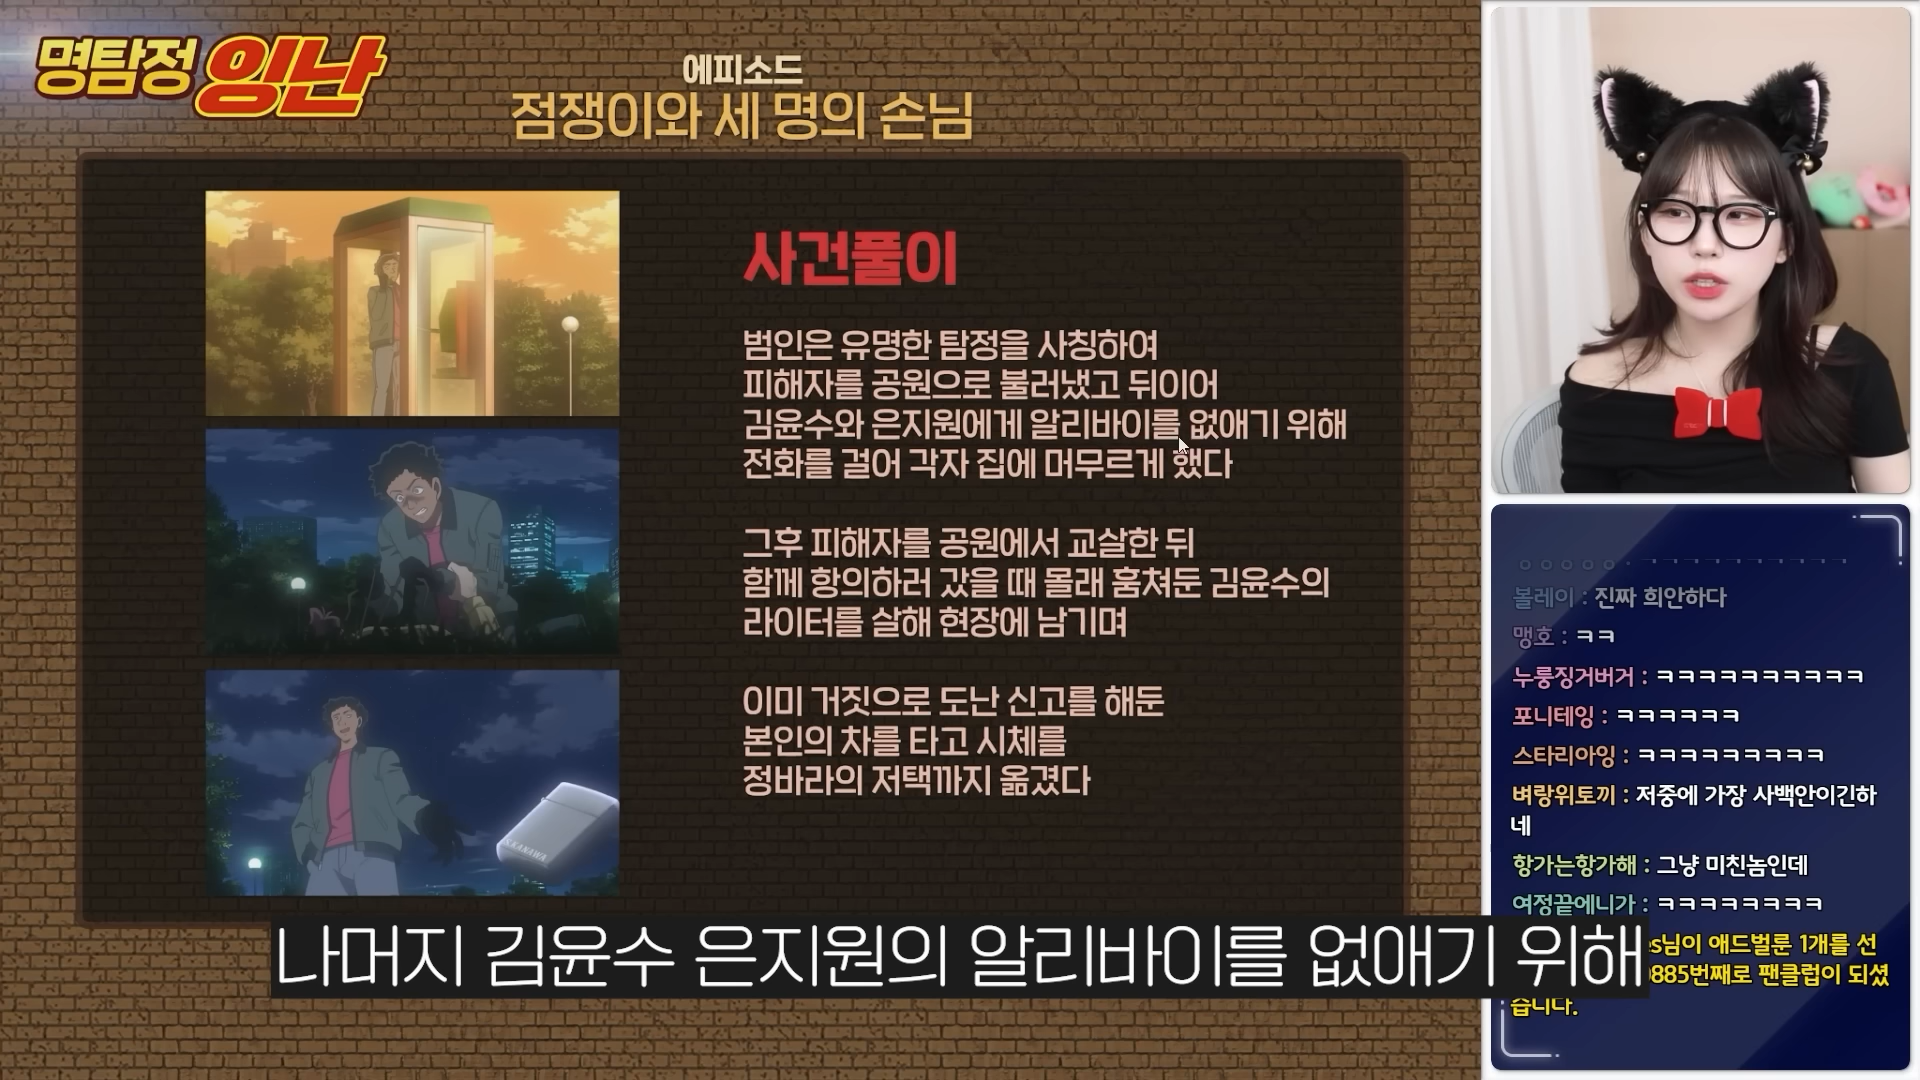 명탐정 잉난
에피소드
점쟁이와 세 명의 손님
사건풀이
범인은 유명한 탐정을 사칭하여
피해자를 공원으로 불러냈고 뒤이어
김윤수와 은지원에게 알리바이를 없애기 위해
전화를 걸어 각자 집에 머무르게 했다
그후 피해자를 공원에서 교살한 뒤
함께 항의하러 갔을 때 몰래 훔쳐둔 김윤수의
라이터를 살해 현장에 남기며
이미 거짓으로 도난 신고를 해둔
본인의 차를 타고 시체를
정바라의 저택까지 옮겼다
S.KANAWA
나머지 김윤수 은지원의 알리바이를 없애기 위해
볼레이 : 진짜 희안하다
맹호 : ㅋㅋ
누룽징거버거 : ㅋㅋㅋㅋㅋㅋㅋㅋㅋㅋ
포니테잉 : ㅋㅋㅋㅋㅋㅋ
스타리아잉 : ㅋㅋㅋㅋㅋㅋㅋㅋㅋ
벼랑위토끼 : 저중에 가장 사백안이긴하
네
항가는항가해 : 그냥 미친놈인데
여정끝에니가 : ㅋㅋㅋㅋㅋㅋㅋㅋ
s님이 애드벌룬 1개를 선
885번째로 팬클럽이 되셨
습니다.